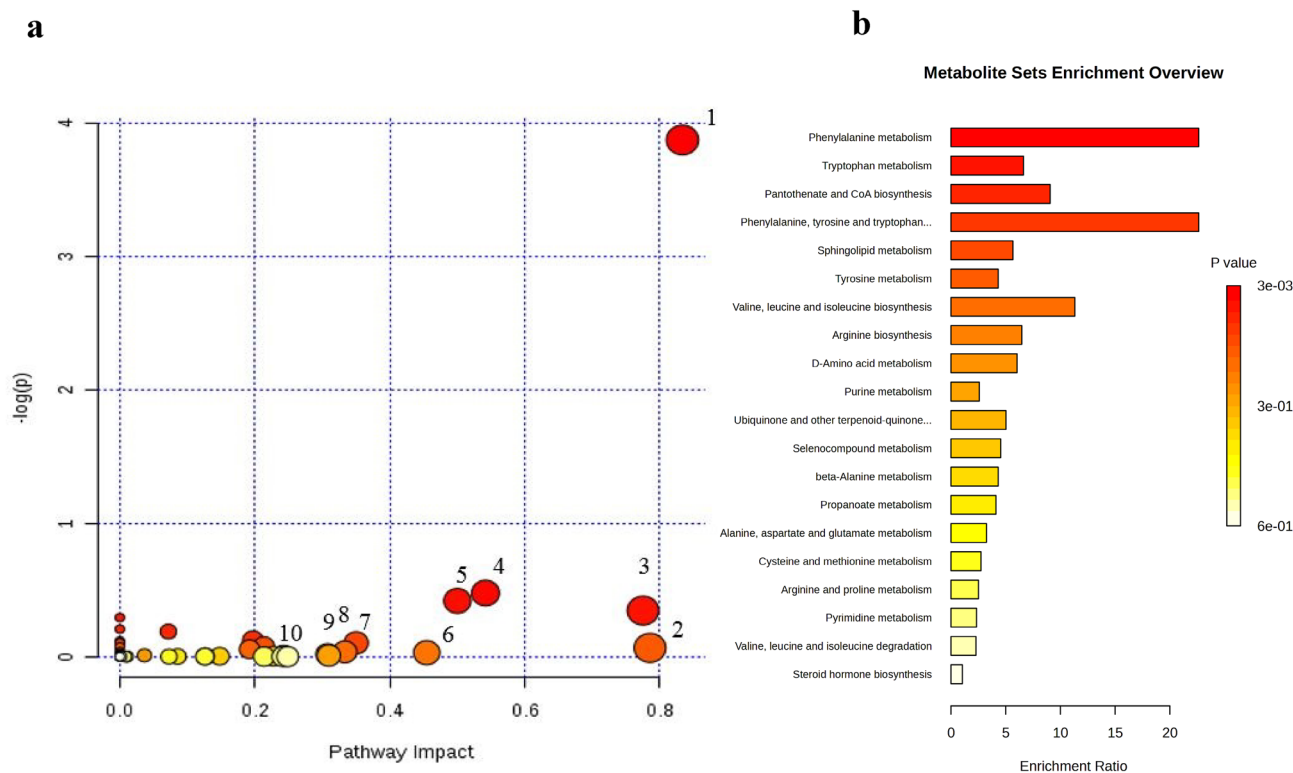 a
4
3
2
1
0
-log(p)
1
2
3
4
5
6
7
8
9
10
0.0 0.2 0.4 0.6 0.8
Pathway Impact
b
Metabolite Sets Enrichment Overview
Phenylalanine metabolism
Tryptophan metabolism
Pantothenate and CoA biosynthesis
Phenylalanine, tyrosine and tryptophan...
Sphingolipid metabolism
Tyrosine metabolism
Valine, leucine and isoleucine biosynthesis
Arginine biosynthesis
D-Amino acid metabolism
Purine metabolism
Ubiquinone and other terpenoid-quinone...
Selenocompound metabolism
beta-Alanine metabolism
Propanoate metabolism
Alanine, aspartate and glutamate metabolism
Cysteine and methionine metabolism
Arginine and proline metabolism
Pyrimidine metabolism
Valine, leucine and isoleucine degradation
Steroid hormone biosynthesis
0 5 10 15 20
Enrichment Ratio
P value
3e-03
3e-01
6e-01